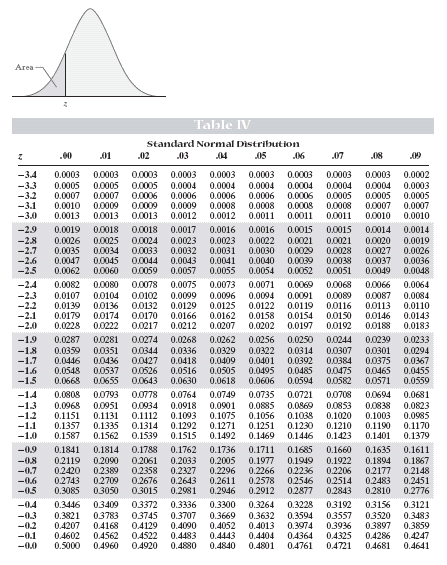 Area
z
Table IV
Standard Normal Distribution
z .00 .01 .02 .03 .04 .05 .06 .07 .08 .09
−3.4 0.0003 0.0003 0.0003 0.0003 0.0003 0.0003 0.0003 0.0003 0.0003 0.0002
−3.3 0.0005 0.0005 0.0005 0.0004 0.0004 0.0004 0.0004 0.0004 0.0004 0.0003
−3.2 0.0007 0.0007 0.0006 0.0006 0.0006 0.0006 0.0006 0.0005 0.0005 0.0005
−3.1 0.0010 0.0009 0.0009 0.0009 0.0008 0.0008 0.0008 0.0008 0.0007 0.0007
−3.0 0.0013 0.0013 0.0013 0.0012 0.0012 0.0011 0.0011 0.0011 0.0010 0.0010
−2.9 0.0019 0.0018 0.0018 0.0017 0.0016 0.0016 0.0015 0.0015 0.0014 0.0014
−2.8 0.0026 0.0025 0.0024 0.0023 0.0023 0.0022 0.0021 0.0021 0.0020 0.0019
−2.7 0.0035 0.0034 0.0033 0.0032 0.0031 0.0030 0.0029 0.0028 0.0027 0.0026
−2.6 0.0047 0.0045 0.0044 0.0043 0.0041 0.0040 0.0039 0.0038 0.0037 0.0036
−2.5 0.0062 0.0060 0.0059 0.0057 0.0055 0.0054 0.0052 0.0051 0.0049 0.0048
−2.4 0.0082 0.0080 0.0078 0.0075 0.0073 0.0071 0.0069 0.0068 0.0066 0.0064
−2.3 0.0107 0.0104 0.0102 0.0099 0.0096 0.0094 0.0091 0.0089 0.0087 0.0084
−2.2 0.0139 0.0136 0.0132 0.0129 0.0125 0.0122 0.0119 0.0116 0.0113 0.0110
−2.1 0.0179 0.0174 0.0170 0.0166 0.0162 0.0158 0.0154 0.0150 0.0146 0.0143
−2.0 0.0228 0.0222 0.0217 0.0212 0.0207 0.0202 0.0197 0.0192 0.0188 0.0183
−1.9 0.0287 0.0281 0.0274 0.0268 0.0262 0.0256 0.0250 0.0244 0.0239 0.0233
−1.8 0.0359 0.0351 0.0344 0.0336 0.0329 0.0322 0.0314 0.0307 0.0301 0.0294
−1.7 0.0446 0.0436 0.0427 0.0418 0.0409 0.0401 0.0392 0.0384 0.0375 0.0367
−1.6 0.0548 0.0537 0.0526 0.0516 0.0505 0.0495 0.0485 0.0475 0.0465 0.0455
−1.5 0.0668 0.0655 0.0643 0.0630 0.0618 0.0606 0.0594 0.0582 0.0571 0.0559
−1.4 0.0808 0.0793 0.0778 0.0764 0.0749 0.0735 0.0721 0.0708 0.0694 0.0681
−1.3 0.0968 0.0951 0.0934 0.0918 0.0901 0.0885 0.0869 0.0853 0.0838 0.0823
−1.2 0.1151 0.1131 0.1112 0.1093 0.1075 0.1056 0.1038 0.1020 0.1003 0.0985
−1.1 0.1357 0.1335 0.1314 0.1292 0.1271 0.1251 0.1230 0.1210 0.1190 0.1170
−1.0 0.1587 0.1562 0.1539 0.1515 0.1492 0.1469 0.1446 0.1423 0.1401 0.1379
−0.9 0.1841 0.1814 0.1788 0.1762 0.1736 0.1711 0.1685 0.1660 0.1635 0.1611
−0.8 0.2119 0.2090 0.2061 0.2033 0.2005 0.1977 0.1949 0.1922 0.1894 0.1867
−0.7 0.2420 0.2389 0.2358 0.2327 0.2296 0.2266 0.2236 0.2206 0.2177 0.2148
−0.6 0.2743 0.2709 0.2676 0.2643 0.2611 0.2578 0.2546 0.2514 0.2483 0.2451
−0.5 0.3085 0.3050 0.3015 0.2981 0.2946 0.2912 0.2877 0.2843 0.2810 0.2776
−0.4 0.3446 0.3409 0.3372 0.3336 0.3300 0.3264 0.3228 0.3192 0.3156 0.3121
−0.3 0.3821 0.3783 0.3745 0.3707 0.3669 0.3632 0.3594 0.3557 0.3520 0.3483
−0.2 0.4207 0.4168 0.4129 0.4090 0.4052 0.4013 0.3974 0.3936 0.3897 0.3859
−0.1 0.4602 0.4562 0.4522 0.4483 0.4443 0.4404 0.4364 0.4325 0.4286 0.4247
−0.0 0.5000 0.4960 0.4920 0.4880 0.4840 0.4801 0.4761 0.4721 0.4681 0.4641